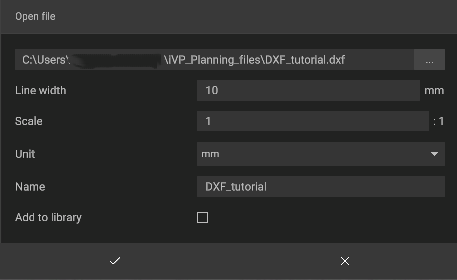 Open file
C:\Users\ \IVP_Planning_files\DXF_tutorial.dxf ...
Line width 10 mm
Scale 1 : 1
Unit mm
Name DXF_tutorial
Add to library